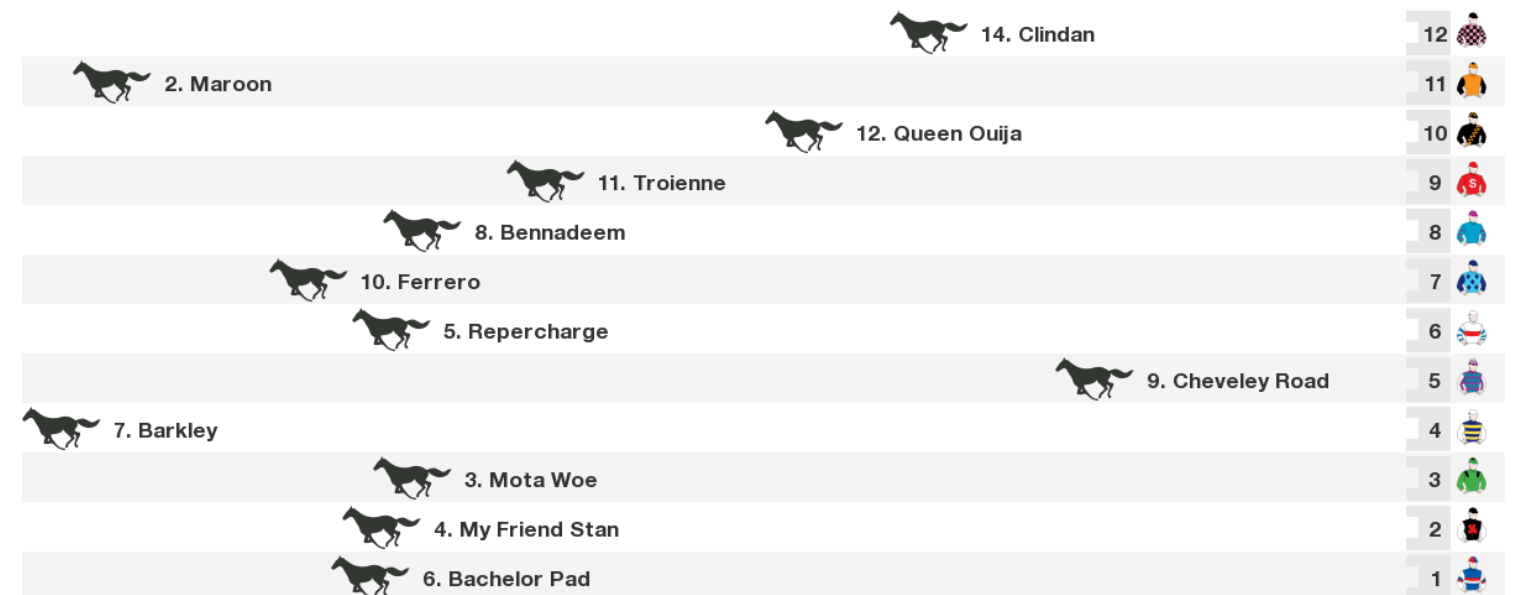 14. Clindan 12
2. Maroon 11
12. Queen Ouija 10
11. Troienne 9 S
8. Bennadeem 8
10. Ferrero 7
5. Repercharge 6
9. Cheveley Road 5
7. Barkley 4
3. Mota Woe 3
4. My Friend Stan 2
6. Bachelor Pad 1